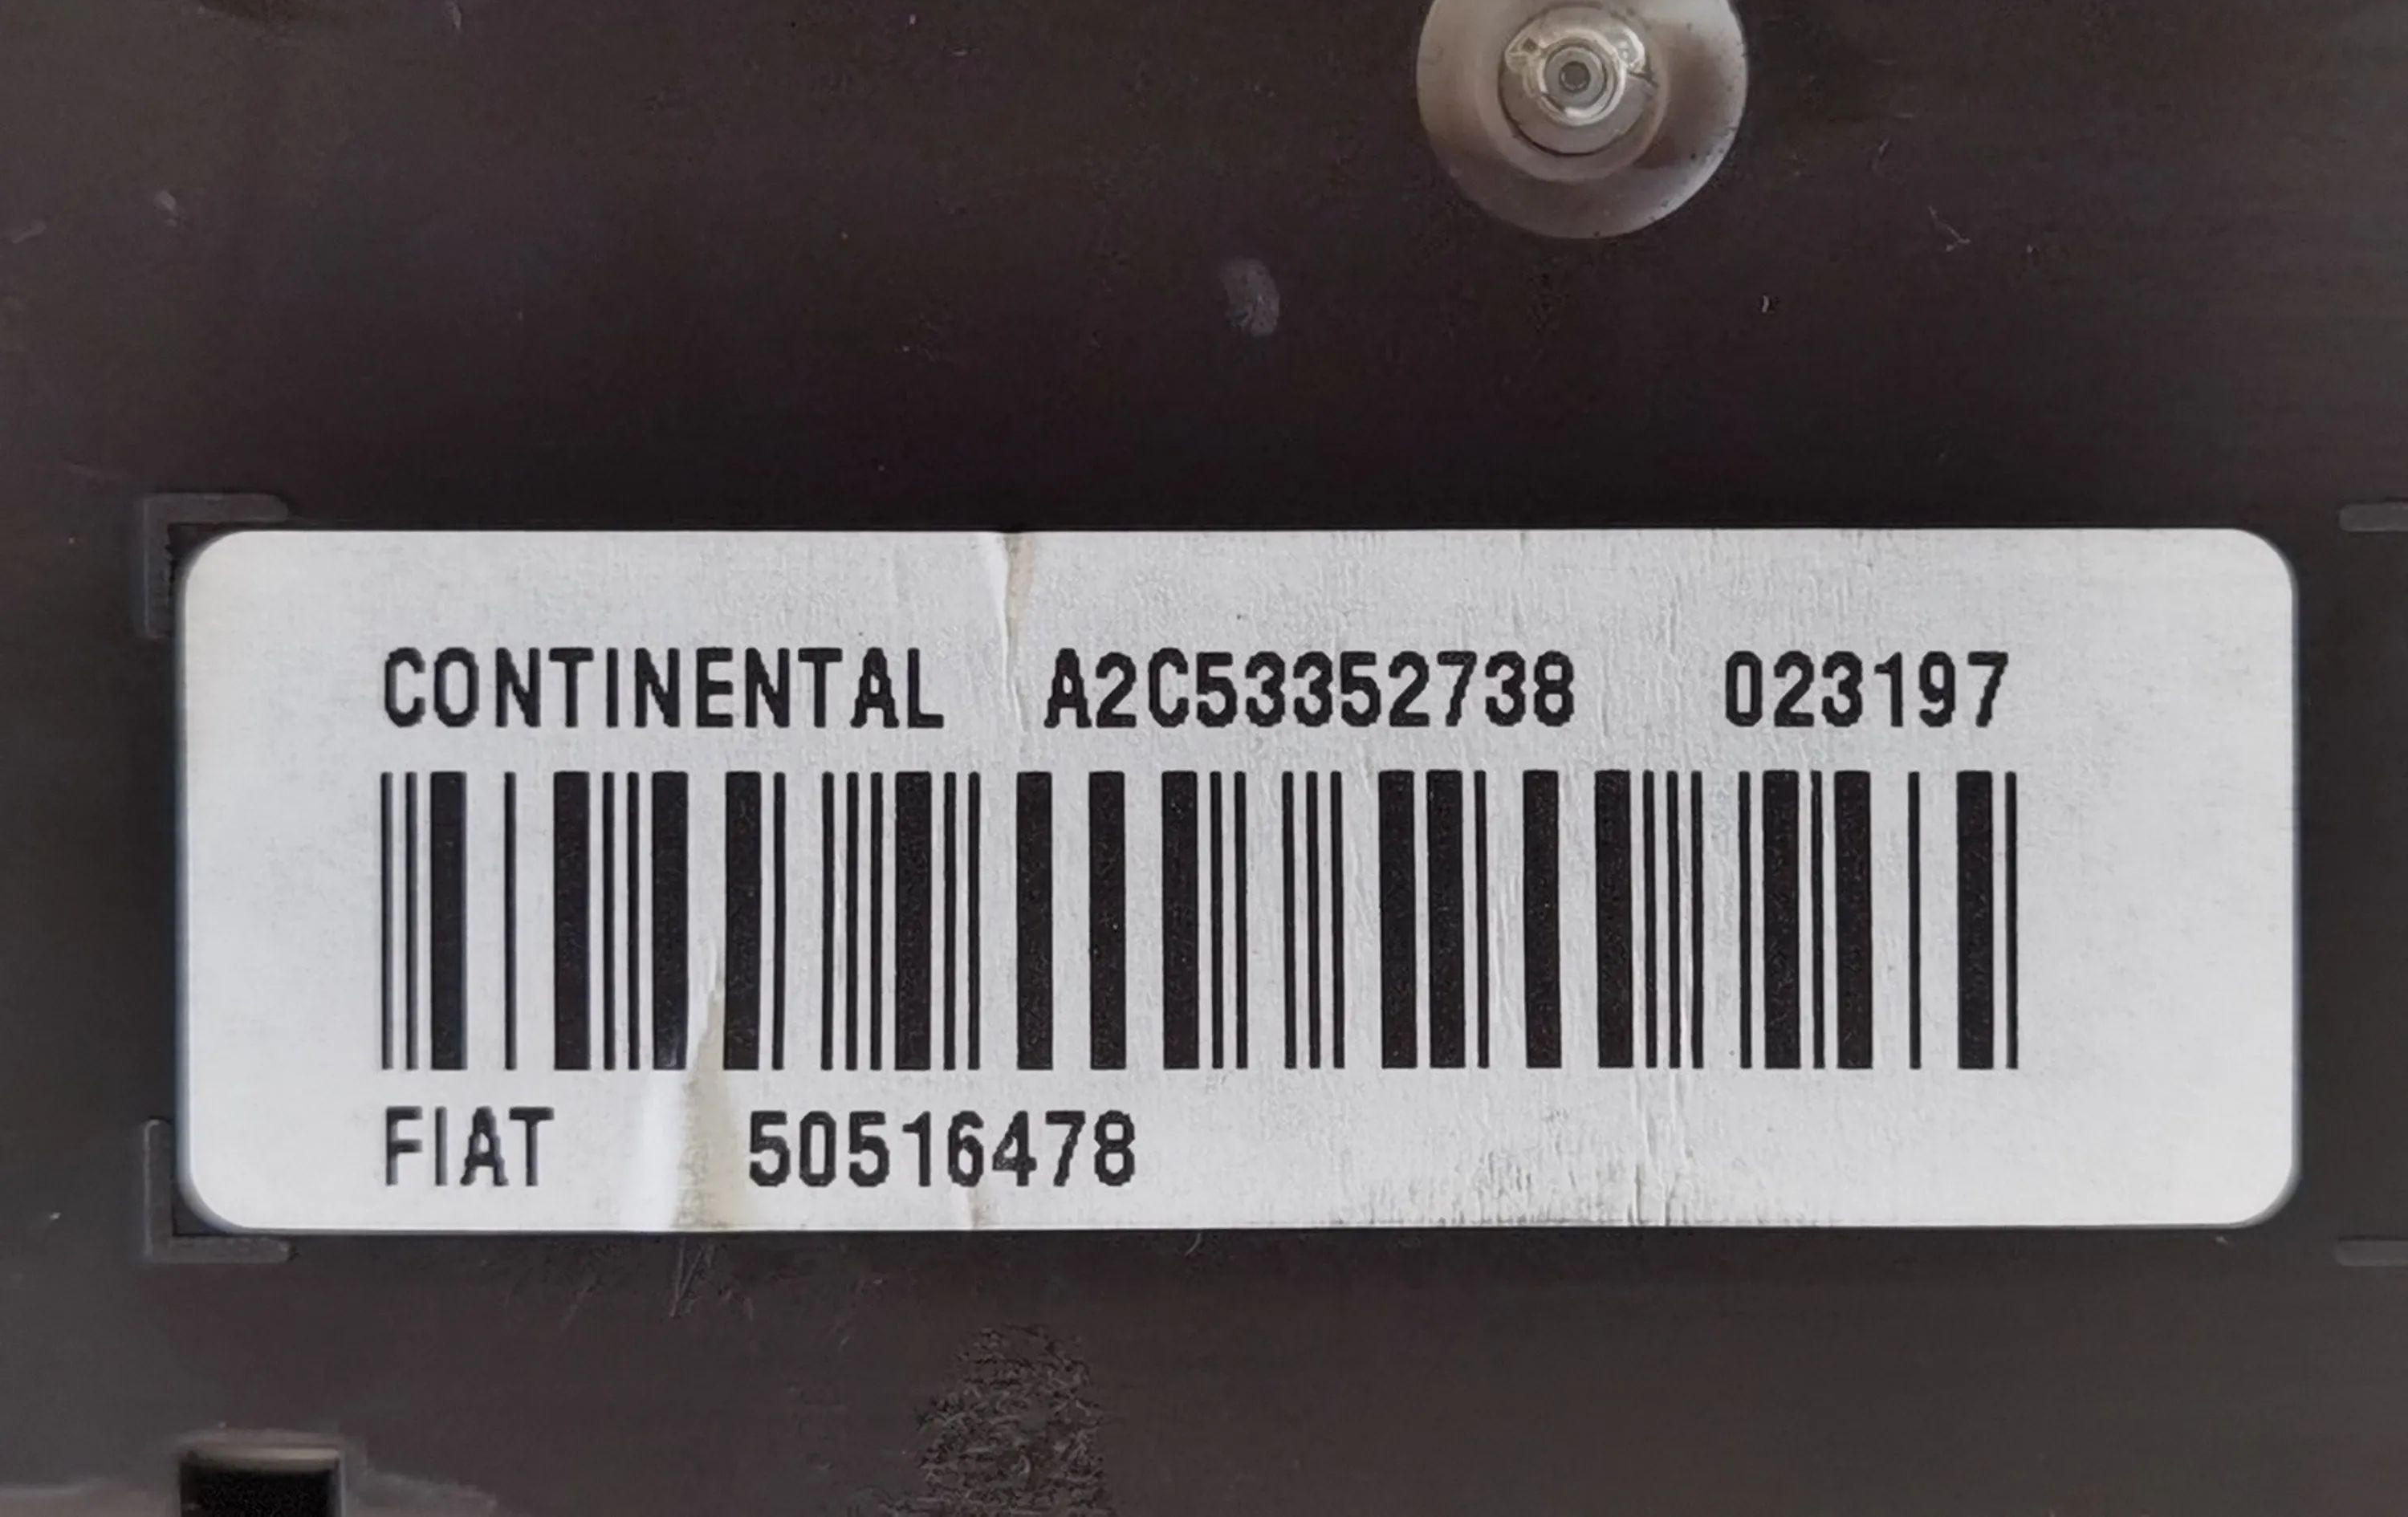 CONTINENTAL A2C53352738 023197
FIAT 50516478